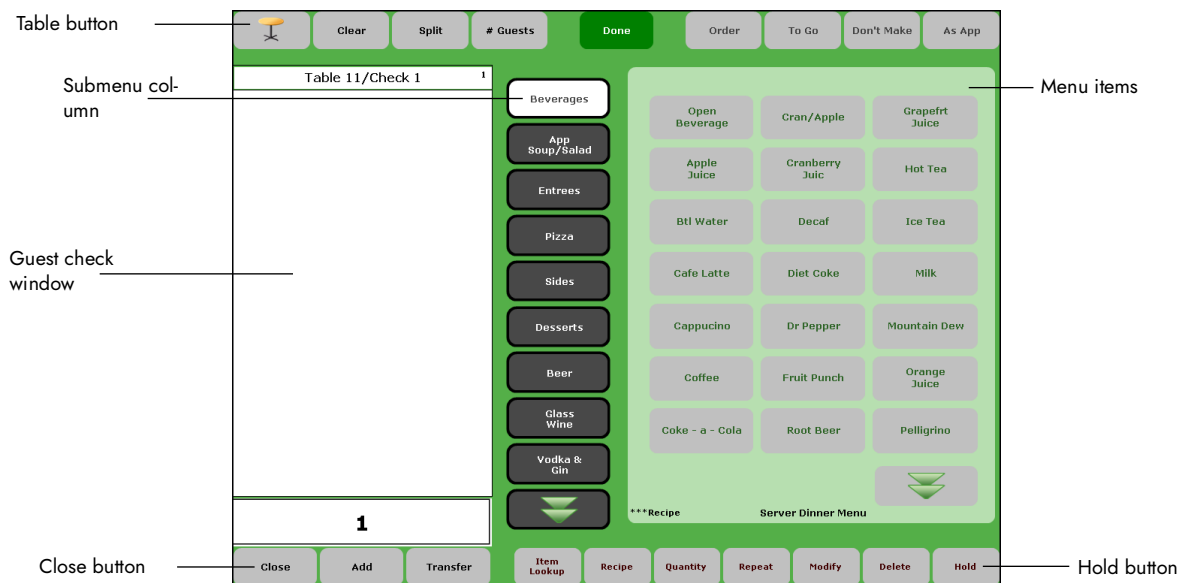 Table button
Clear
Split
# Guests
Done
Order
To Go
Don't Make
As App
Table 11/Check 1
1
Submenu col-
umn
Menu items
Beverages
App
Soup/Salad
Entrees
Pizza
Sides
Desserts
Beer
Glass
Wine
Vodka &
Gin
Open
Beverage
Cran/Apple
Grapefrt
Juice
Apple
Juice
Cranberry
Juic
Hot Tea
Btl Water
Decaf
Ice Tea
Cafe Latte
Diet Coke
Milk
Cappucino
Dr Pepper
Mountain Dew
Coffee
Fruit Punch
Orange
Juice
Coke - a - Cola
Root Beer
Pelligrino
***Recipe
Server Dinner Menu
Guest check
window
1
Close button
Close
Add
Transfer
Item
Lookup
Recipe
Quantity
Repeat
Modify
Delete
Hold
Hold button